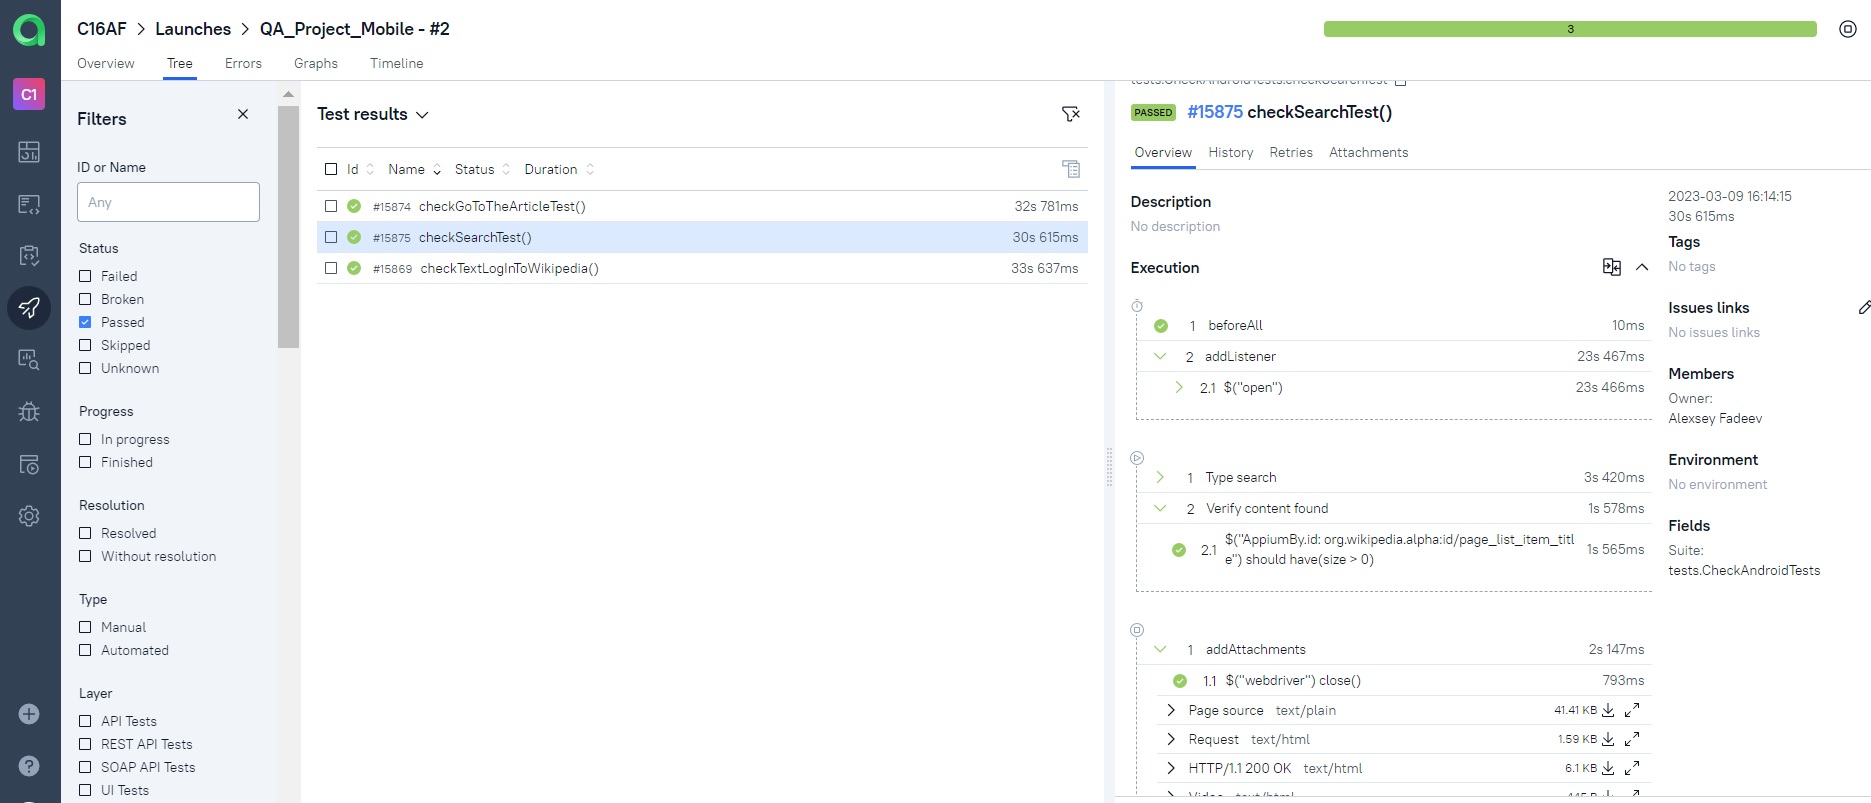 C16AF > Launches > QA_Project_Mobile - #2
3
Overview Tree Errors Graphs Timeline
C1
Filters
ID or Name
Any
Status
Failed
Broken
Passed
Skipped
Unknown
Progress
In progress
Finished
Resolution
Resolved
Without resolution
Type
Manual
Automated
Layer
API Tests
REST API Tests
SOAP API Tests
UI Tests
Test results
Id Name Status Duration
#15874 checkGoToTheArticleTest() 32s 781ms
#15875 checkSearchTest() 30s 615ms
#15869 checkTextLogInToWikipedia() 33s 637ms
tests.CheckAndroidTests.checkSearchTest
PASSED #15875 checkSearchTest()
Overview History Retries Attachments
Description
No description
Execution
1 beforeAll 10ms
2 addListener 23s 467ms
2.1 $("open") 23s 466ms
1 Type search 3s 420ms
2 Verify content found 1s 578ms
2.1 $("AppiumBy.id: org.wikipedia.alpha:id/page_list_item_titl
e") should have(size > 0) 1s 565ms
1 addAttachments 2s 147ms
1.1 $("webdriver") close() 793ms
Page source text/plain 41.41 KB
Request text/html 1.59 KB
HTTP/1.1 200 OK text/html 6.1 KB
Video text/html 445 B
2023-03-09 16:14:15
30s 615ms
Tags
No tags
Issues links
No issues links
Members
Owner:
Alexsey Fadeev
Environment
No environment
Fields
Suite:
tests.CheckAndroidTests